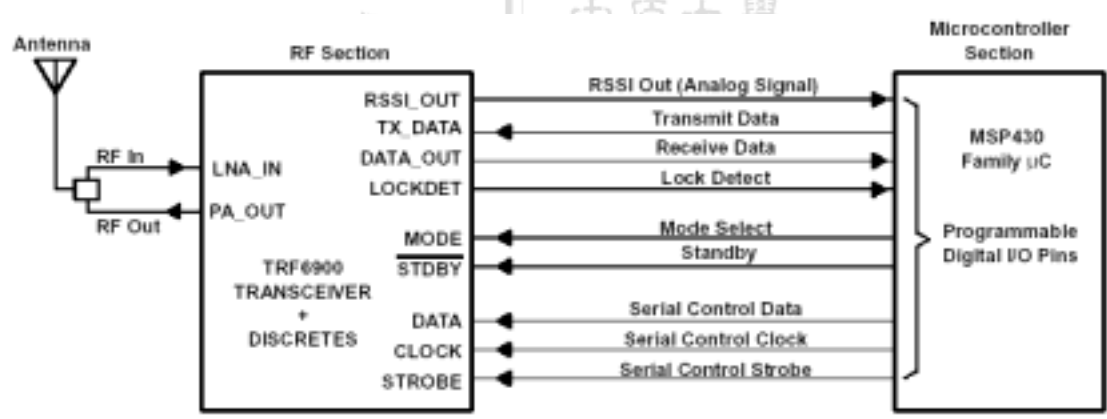 Antenna
RF Section
Microcontroller
Section
RSSI_OUT
TX_DATA
DATA_OUT
LOCKDET
MODE
STDBY
DATA
CLOCK
STROBE
RF In
LNA_IN
PA_OUT
RF Out
TRF6900
TRANSCEIVER
+
DISCRETES
RSSI Out (Analog Signal)
Transmit Data
Receive Data
Lock Detect
Mode Select
Standby
Serial Control Data
Serial Control Clock
Serial Control Strobe
MSP430
Family µC
Programmable
Digital I/O Pins